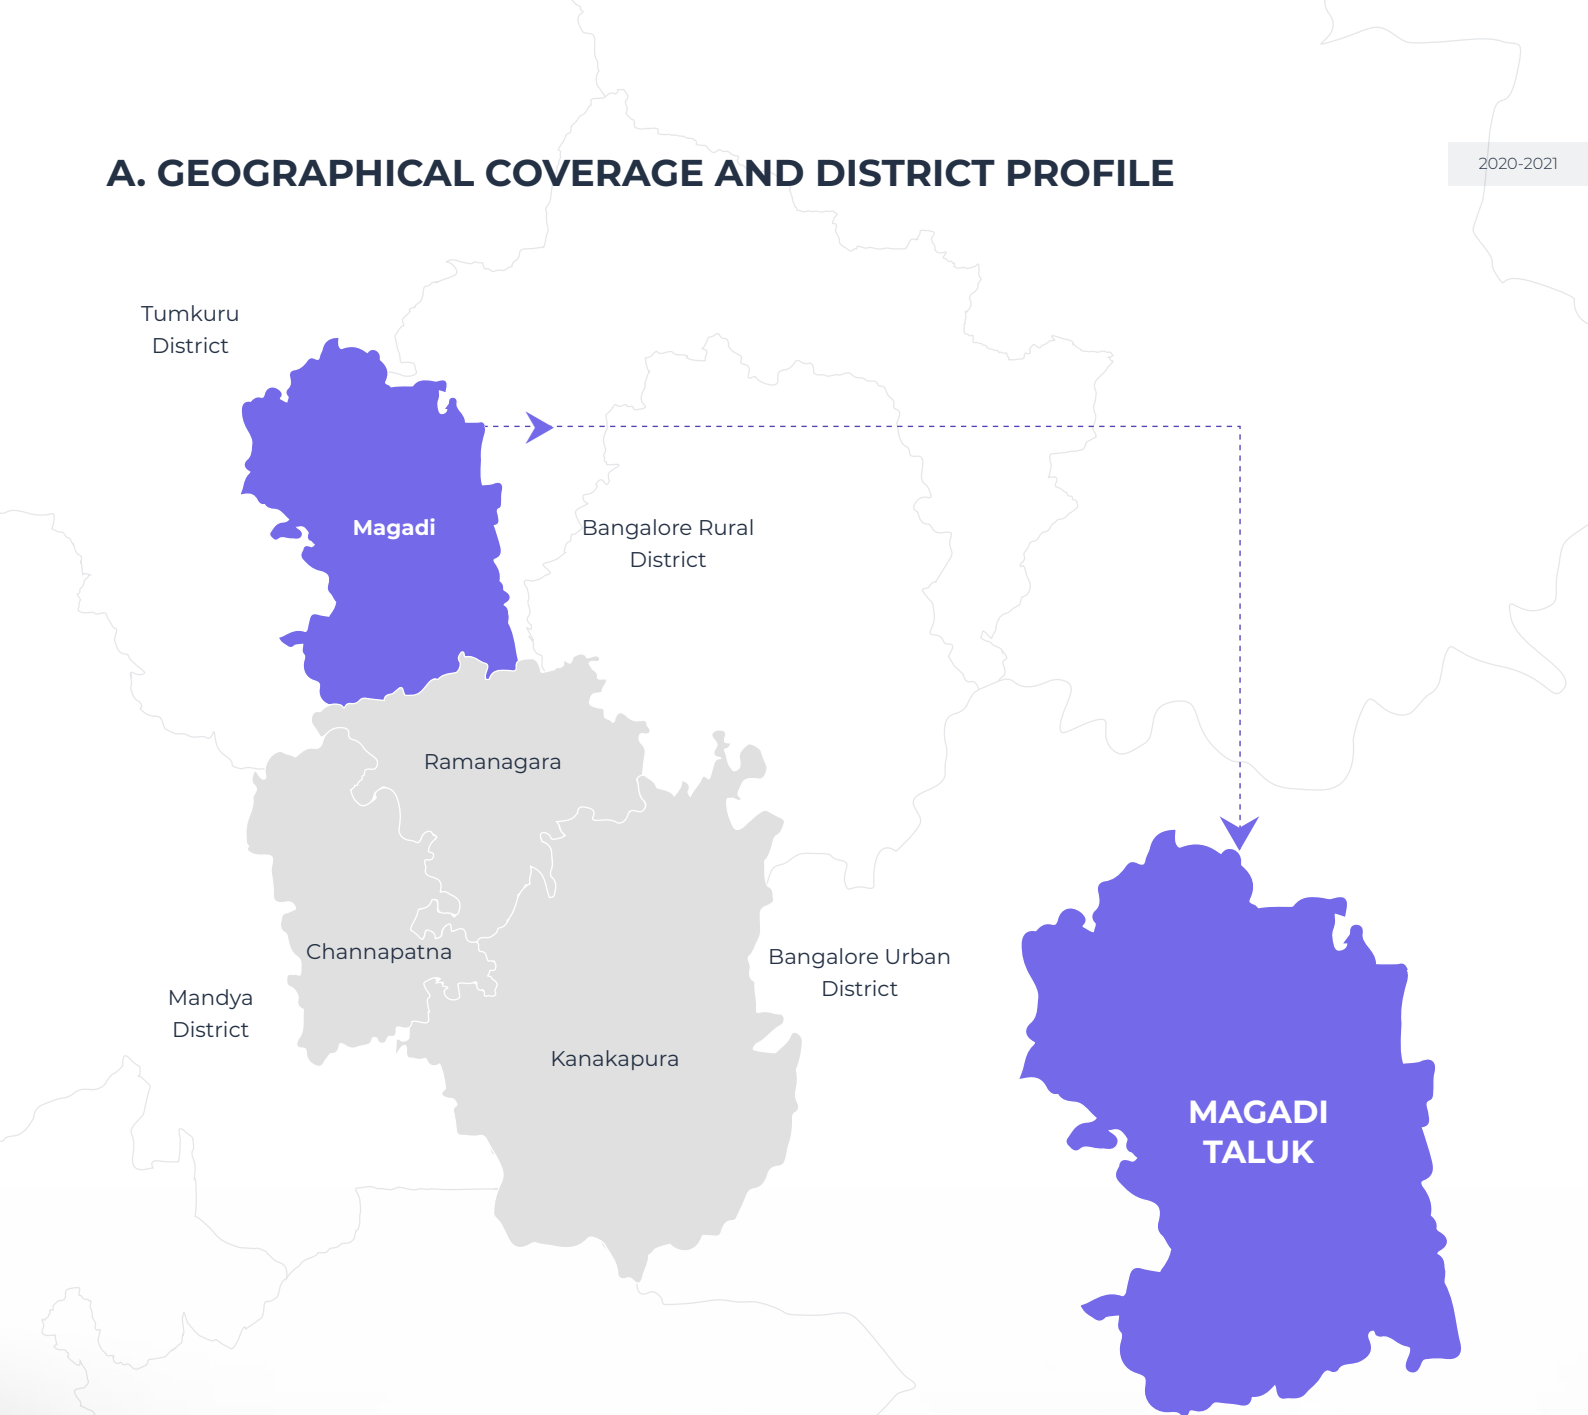 A. GEOGRAPHICAL COVERAGE AND DISTRICT PROFILE
2020-2021
Tumkuru
District
Magadi
Bangalore Rural
District
Ramanagara
Channapatna
Bangalore Urban
District
Mandya
District
Kanakapura
MAGADI
TALUK